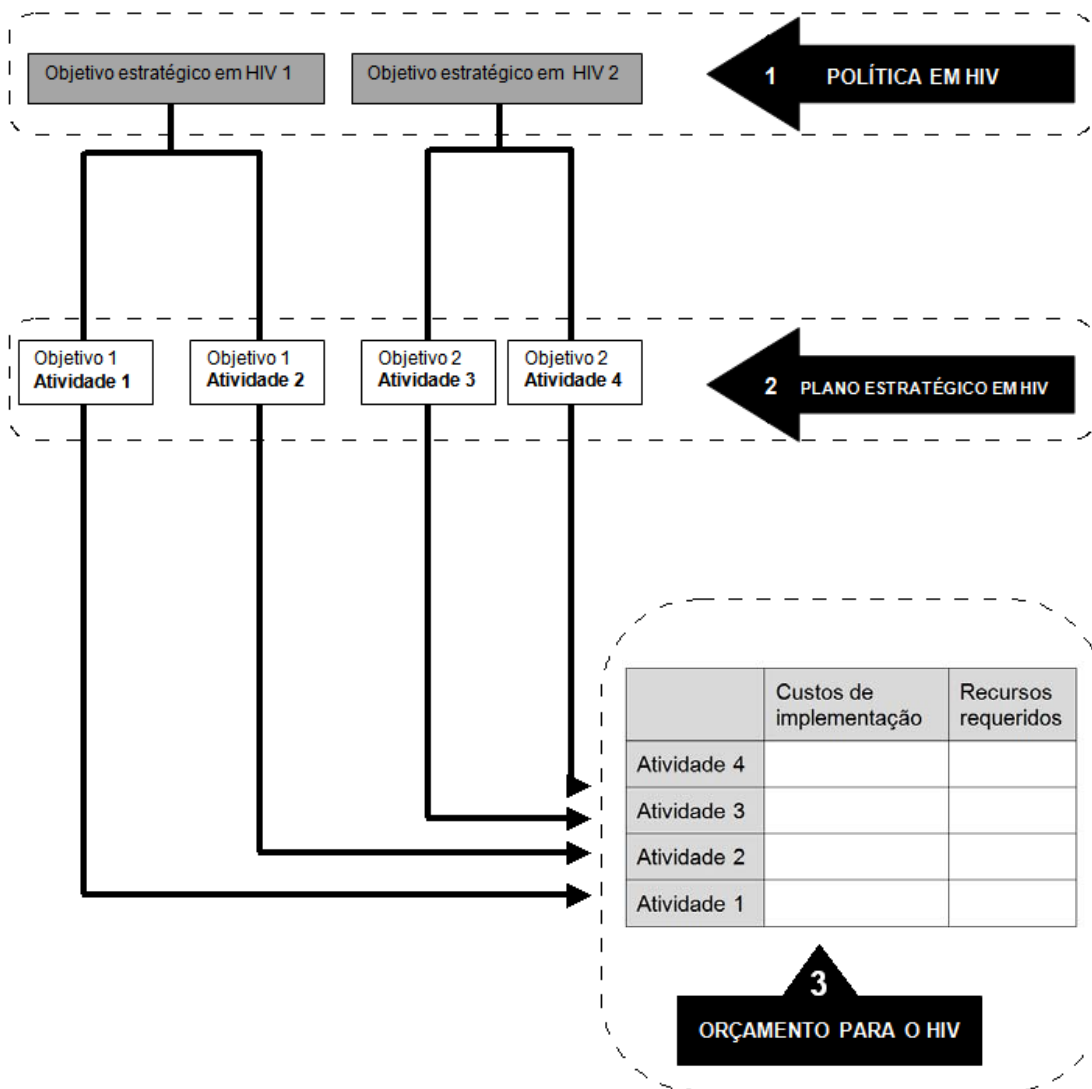 Objetivo estratégico em HIV 1
Objetivo estratégico em HIV 2
1 POLÍTICA EM HIV
Objetivo 1
Atividade 1
Objetivo 1
Atividade 2
Objetivo 2
Atividade 3
Objetivo 2
Atividade 4
2 PLANO ESTRATÉGICO EM HIV
Custos de
implementação
Recursos
requeridos
Atividade 4
Atividade 3
Atividade 2
Atividade 1
3
ORÇAMENTO PARA O HIV